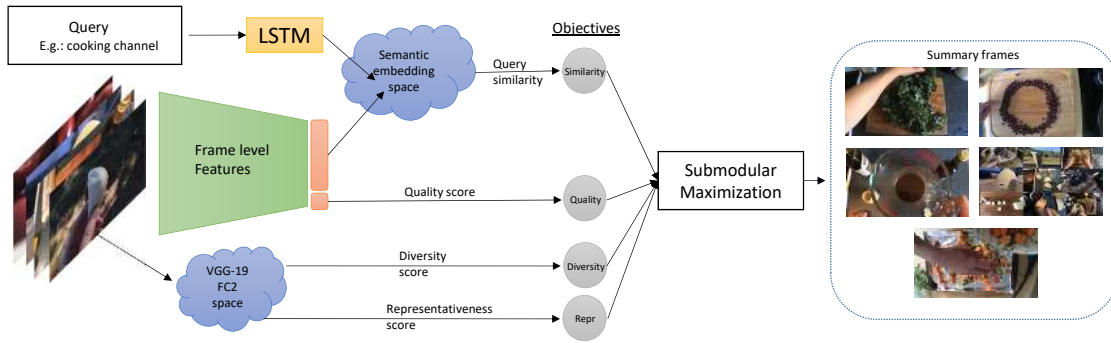 Query
E.g.: cooking channel
LSTM
Semantic
embedding
space
Query
similarity
Objectives
Similarity
Summary frames
Frame level
Features
Quality score
Quality
Submodular
Maximization
VGG-19
FC2
space
Diversity
score
Diversity
Representativeness
score
Repr